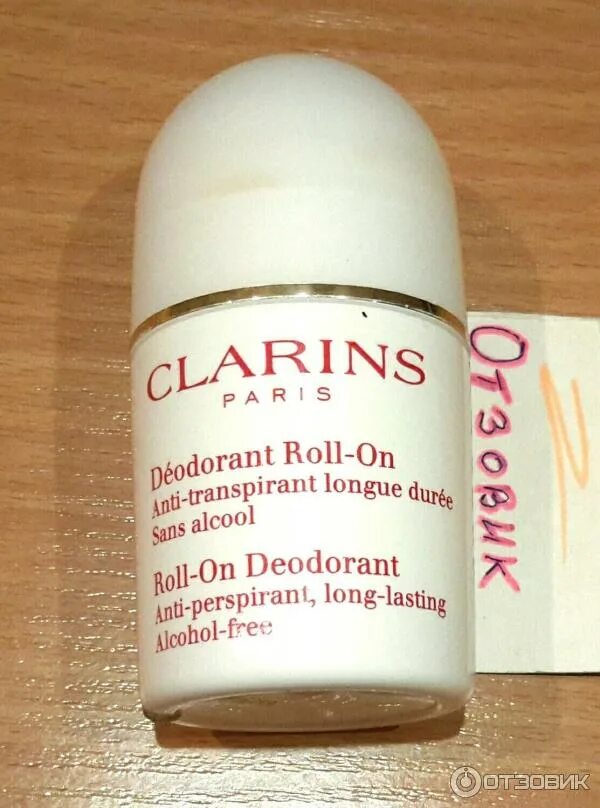 CLARINS
PARIS
Déodorant Roll-On
Anti-transpirant longue durée
Sans alcool
Roll-On Deodorant
Anti-perspirant, long-lasting
Alcohol-free
Отзовик
ОТЗОВИК